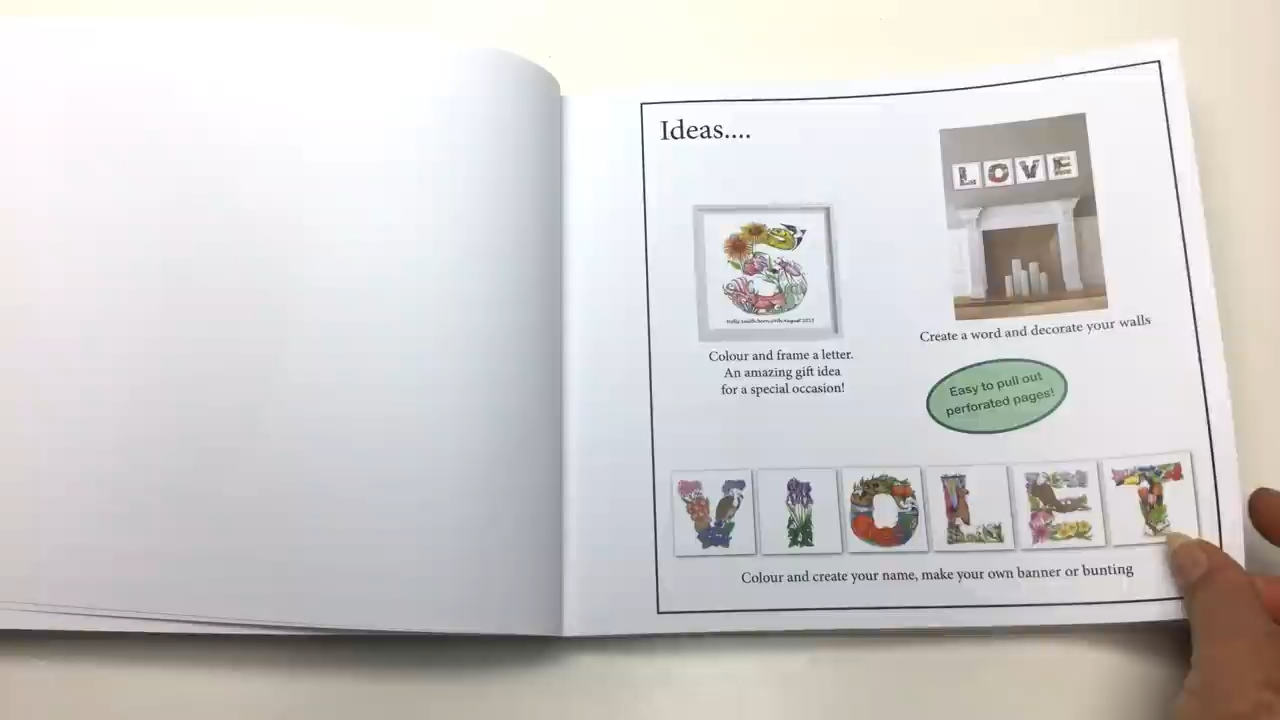 Ideas....
LOVE
Colour and frame a letter.
An amazing gift idea
for a special occasion!
Create a word and decorate your walls
Easy to pull out
perforated pages!
VIOLET
Colour and create your name, make your own banner or bunting